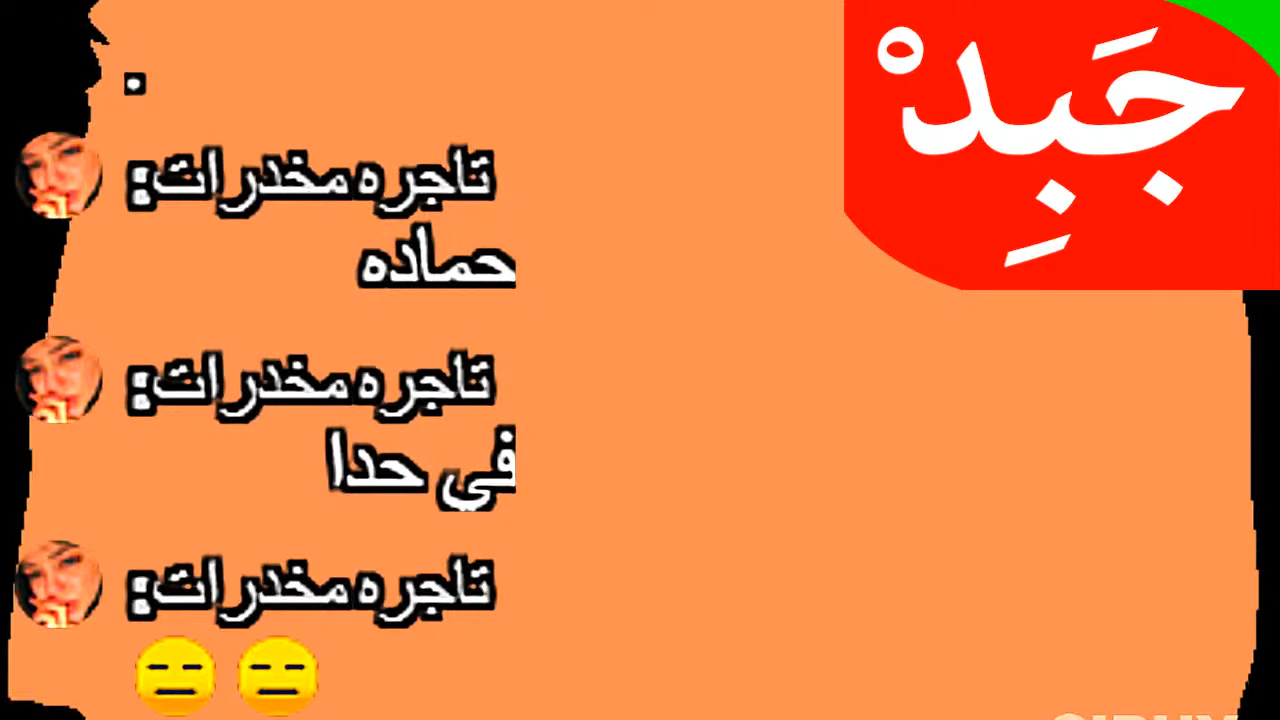 جَبِدْه
.
تاجره مخدرات:
حماده
تاجره مخدرات:
في حدا
تاجره مخدرات:
😑 😑